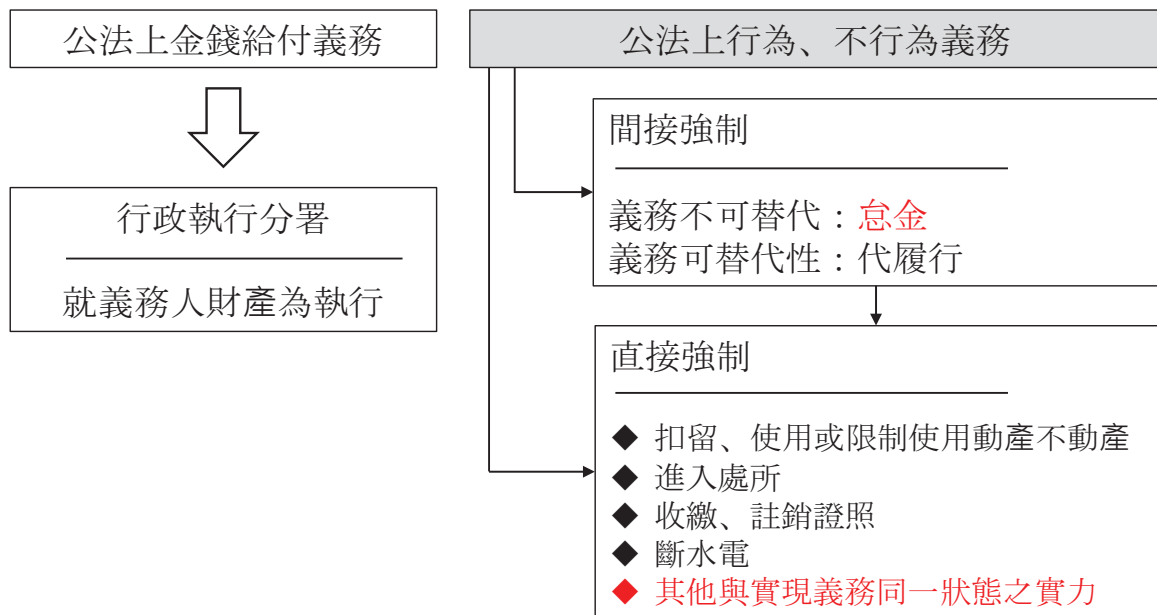 公法上金錢給付義務
行政執行分署
就義務人財產為執行
公法上行為、不行為義務
間接強制
義務不可替代：怠金
義務可替代性：代履行
直接強制
◆ 扣留、使用或限制使用動產不動產
◆ 進入處所
◆ 收繳、註銷證照
◆ 斷水電
◆ 其他與實現義務同一狀態之實力